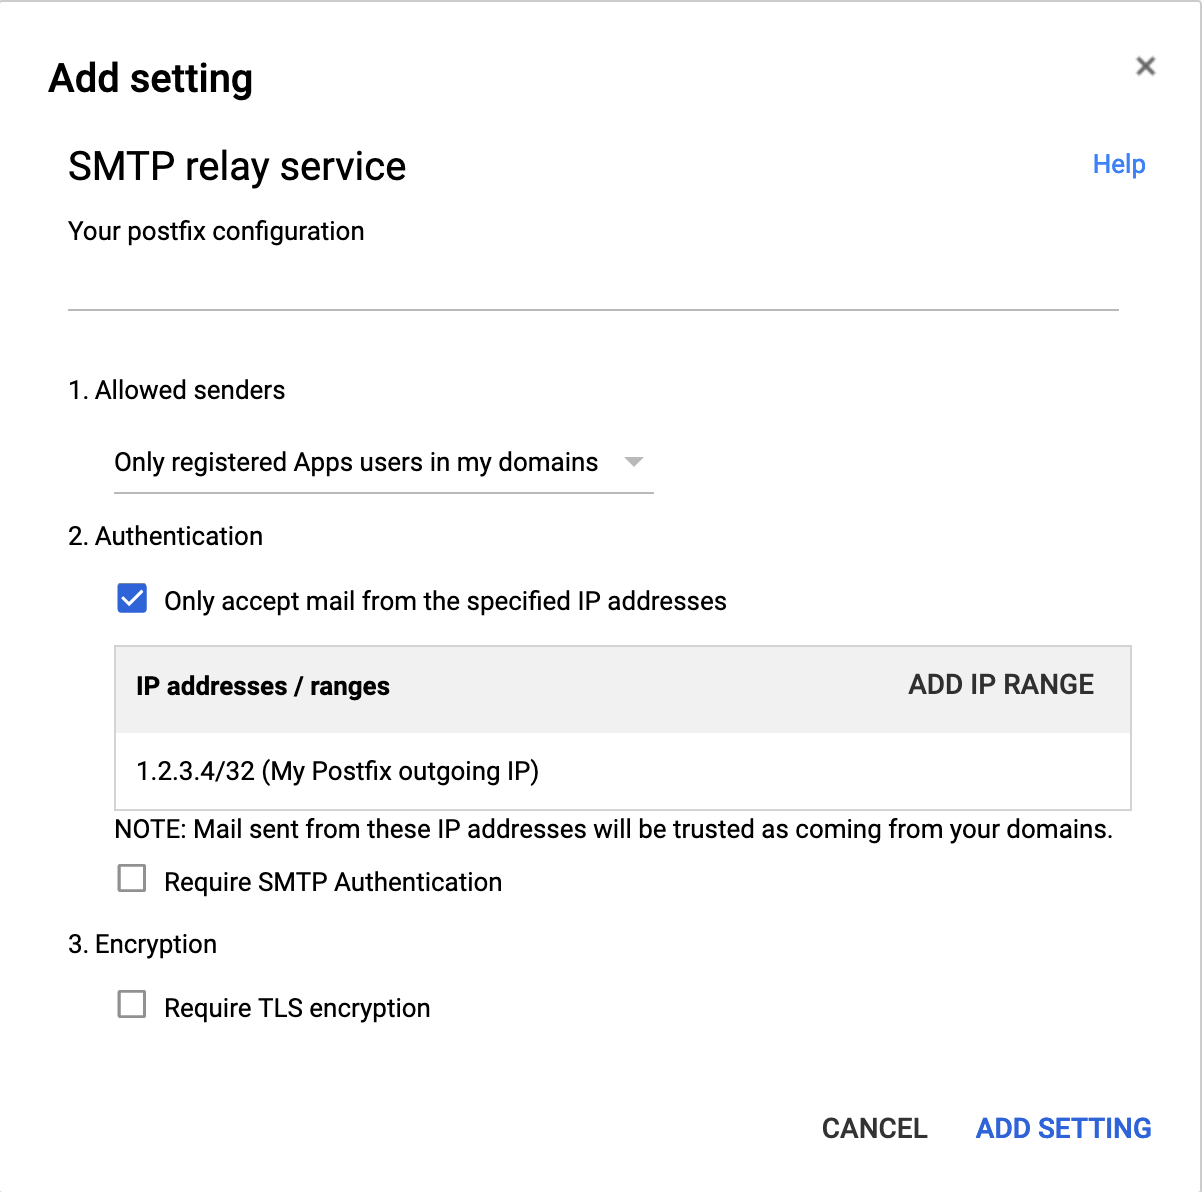 Add setting
SMTP relay service
Help
Your postfix configuration
1. Allowed senders
Only registered Apps users in my domains
2. Authentication
Only accept mail from the specified IP addresses
IP addresses / ranges
ADD IP RANGE
1.2.3.4/32 (My Postfix outgoing IP)
NOTE: Mail sent from these IP addresses will be trusted as coming from your domains.
Require SMTP Authentication
3. Encryption
Require TLS encryption
CANCEL
ADD SETTING